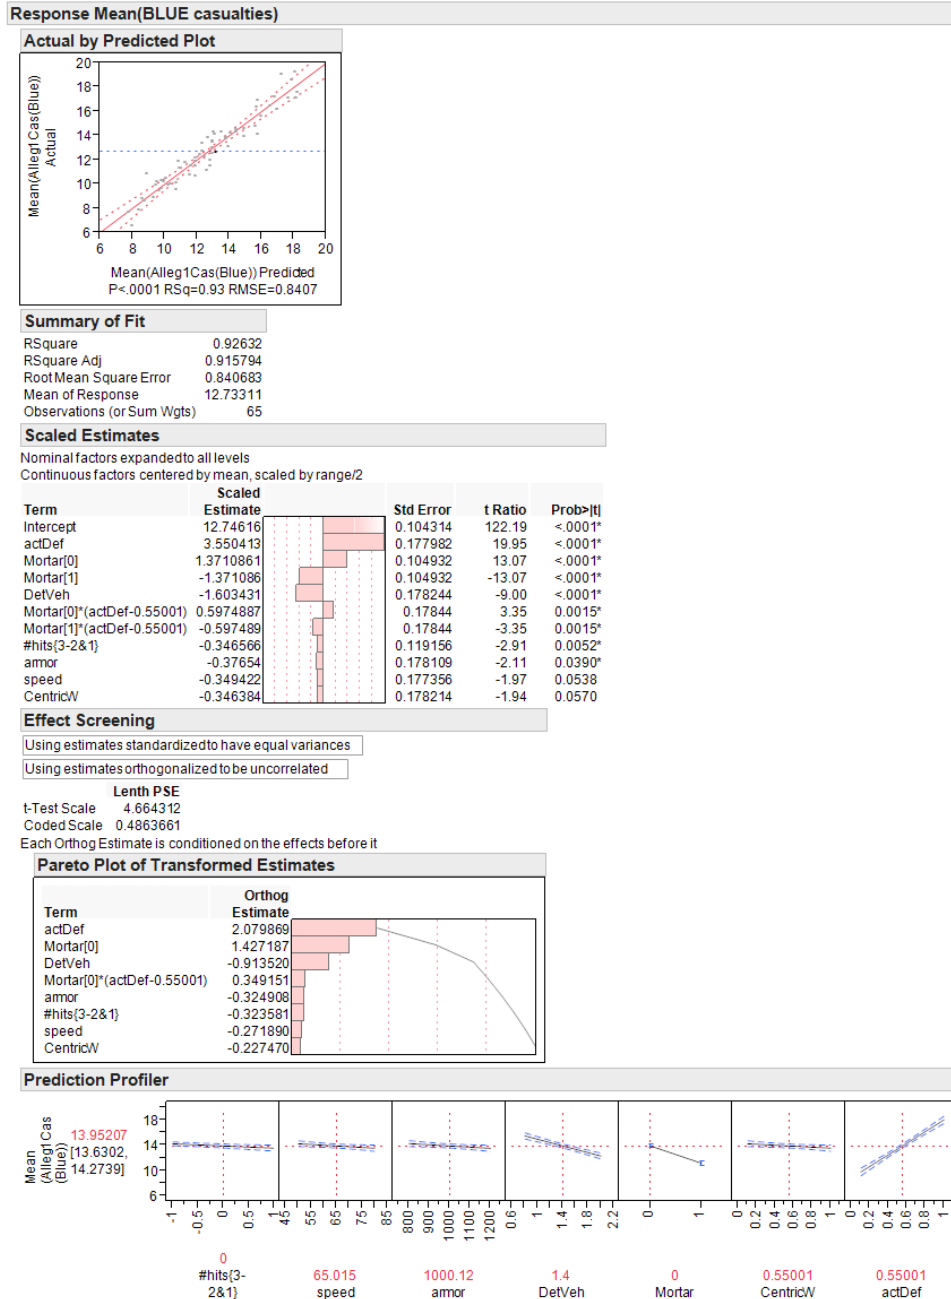 Response Mean(BLUE casualties)
Actual by Predicted Plot
Mean(Alleg1Cas(Blue))
Actual
20
18
16
14
12
10
8
6
6 8 10 12 14 16 18 20
Mean(Alleg1Cas(Blue)) Predicted
P<.0001 RSq=0.93 RMSE=0.8407
Summary of Fit
RSquare 0.92632
RSquare Adj 0.915794
Root Mean Square Error 0.840683
Mean of Response 12.73311
Observations (or Sum Wgts) 65
Scaled Estimates
Nominal factors expanded to all levels
Continuous factors centered by mean, scaled by range/2
Term Scaled Estimate Std Error t Ratio Prob>|t|
Intercept 12.74616 0.104314 122.19 <.0001*
actDef 3.550413 0.177982 19.95 <.0001*
Mortar[0] 1.3710861 0.104932 13.07 <.0001*
Mortar[1] -1.371086 0.104932 -13.07 <.0001*
DetVeh -1.603431 0.178244 -9.00 <.0001*
Mortar[0]*(actDef-0.55001) 0.5974887 0.17844 3.35 0.0015*
Mortar[1]*(actDef-0.55001) -0.597489 0.17844 -3.35 0.0015*
#hits{3-2&1} -0.346566 0.119156 -2.91 0.0052*
armor -0.37654 0.178109 -2.11 0.0390*
speed -0.349422 0.177356 -1.97 0.0538
CentricW -0.346384 0.178214 -1.94 0.0570
Effect Screening
Using estimates standardized to have equal variances
Using estimates orthogonalized to be uncorrelated
Lenth PSE
t-Test Scale 4.664312
Coded Scale 0.4863661
Each Orthog Estimate is conditioned on the effects before it
Pareto Plot of Transformed Estimates
Term Orthog Estimate
actDef 2.079869
Mortar[0] 1.427187
DetVeh -0.913520
Mortar[0]*(actDef-0.55001) 0.349151
armor -0.324908
#hits{3-2&1} -0.323581
speed -0.271890
CentricW -0.227470
Prediction Profiler
Mean
(Alleg1 Cas
(Blue))
13.95207
[13.6302,
14.2739]
18
14
10
6
-1 -0.5 0 0.5 1
45 55 65 75 85
800 900 1000 1100 1200
0.6 1 1.4 1.8 2.2
0 1
0 0.2 0.4 0.6 0.8 1
0 0.2 0.4 0.6 0.8 1
0
#hits{3-
2&1}
65.015
speed
1000.12
armor
1.4
DetVeh
0
Mortar
0.55001
CentricW
0.55001
actDef